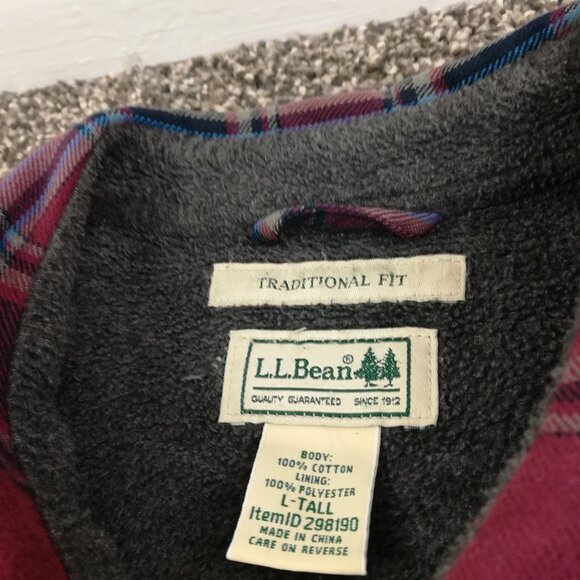 TRADITIONAL FIT
L.L.Bean®
QUALITY GUARANTEED SINCE 1912
BODY:
100% COTTON
LINING:
100% POLYESTER
L-TALL
ItemID 298190
MADE IN CHINA
CARE ON REVERSE